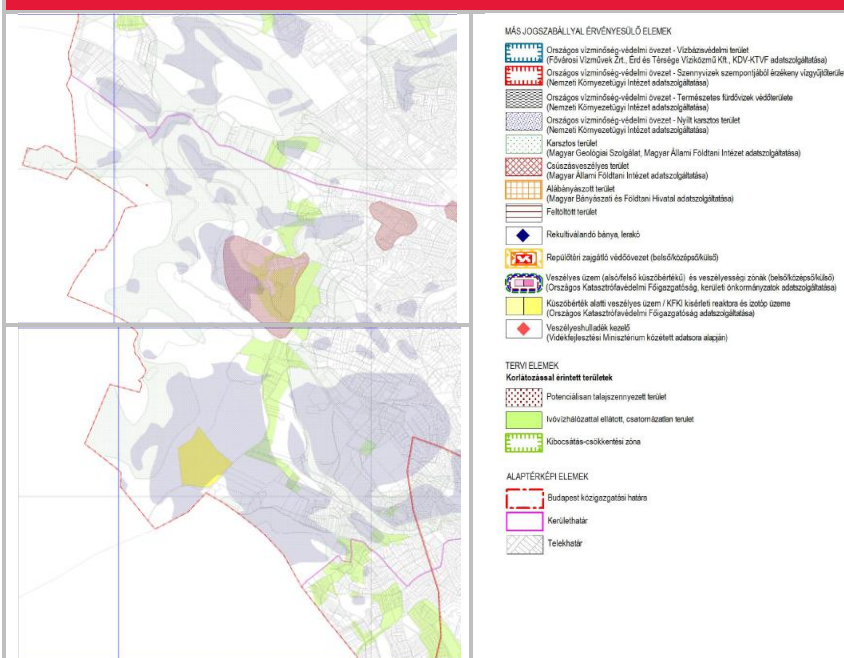 MÁS JOGSZABÁLLYAL ÉRVÉNYESÜLŐ ELEMEK
Országos vízminőség-védelmi övezet - Vízbázisvédelmi terület
(Fővárosi Vízművek Zrt., Érd és Térsége Víziközmű Kft., KDV-KTVF adatszolgáltatása)
Országos vízminőség-védelmi övezet - Szennyvizek szempontjából érzékeny vízgyűjtőterüle
(Nemzeti Környezetügyi Intézet adatszolgáltatása)
Országos vízminőség-védelmi övezet - Természetes fürdővizek védőterülete
(Nemzeti Környezetügyi Intézet adatszolgáltatása)
Országos vízminőség-védelmi övezet - Nyílt karsztos terület
(Nemzeti Környezetügyi Intézet adatszolgáltatása)
Karsztos terület
(Magyar Geológiai Szolgálat, Magyar Állami Földtani Intézet adatszolgáltatása)
Csúszásveszélyes terület
(Magyar Állami Földtani Intézet adatszolgáltatása)
Alábányászott terület
(Magyar Bányászati és Földtani Hivatal adatszolgáltatása)
Feltöltött terület
Rekultiválandó bánya, lerakó
Repülőtéri zajgátló védőövezet (belső/középső/külső)
Veszélyes üzem (alsó/felső küszöbértékű) és veszélyességi zónák (belső/középső/külső)
(Országos Katasztrófavédelmi Főigazgatóság, kerületi önkormányzatok adatszolgáltatása)
Küszöbérték alatti veszélyes üzem / KFKI kísérleti reaktora és izotóp üzeme
(Országos Katasztrófavédelmi Főigazgatóság adatszolgáltatása)
Veszélyeshulladék kezelő
(Vidékfejlesztési Minisztérium közétett adatsora alapján)
TERVI ELEMEK
Korlátozással érintett területek
Potenciálisan talajszennyezett terület
Ivóvízhálózattal ellátott, csatornázatlan terület
Kibocsátás-csökkentési zóna
ALAPTÉRKÉPI ELEMEK
Budapest közigazgatási határa
Kerülethatár
Telekhatár